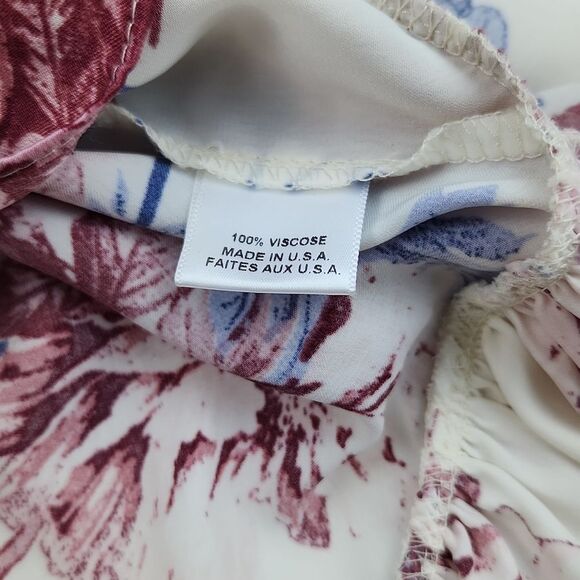 100% VISCOSE
MADE IN U.S.A.
FAITES AUX U.S.A.